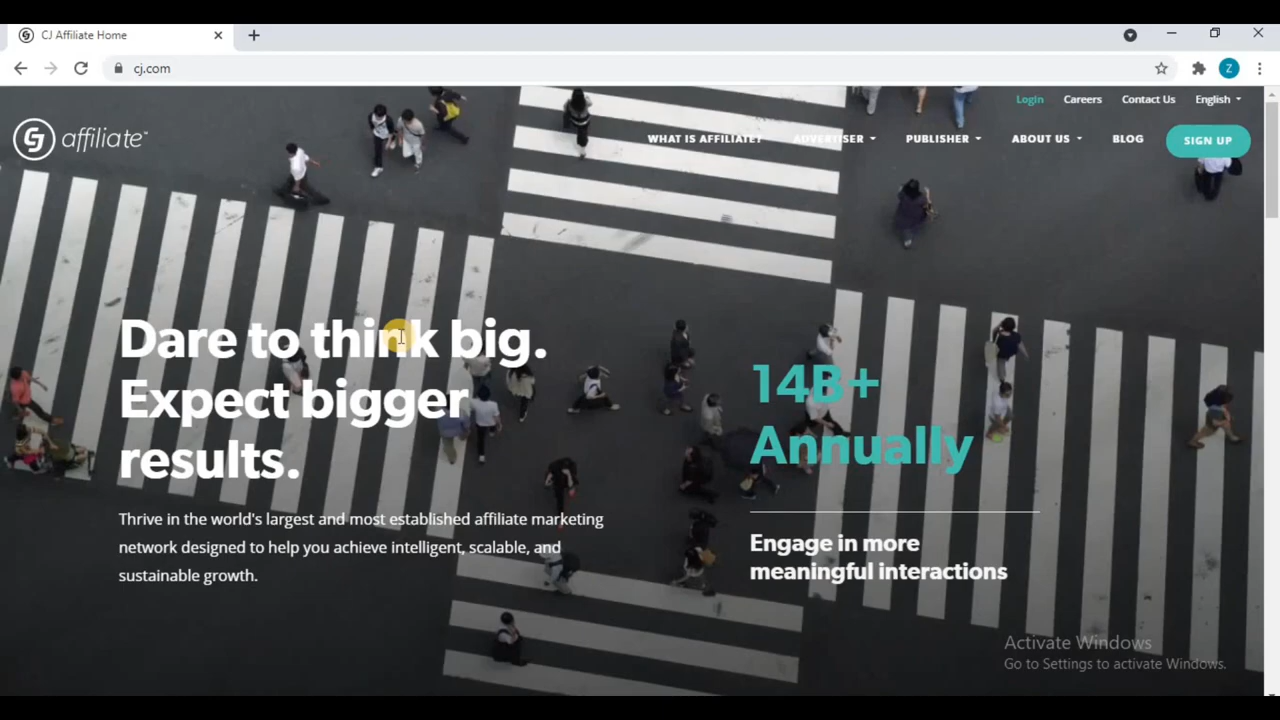 CJ Affiliate Home
cj.com
Z
Login Careers Contact Us English
CJ affiliate
WHAT IS AFFILIATE? ADVERTISER PUBLISHER ABOUT US BLOG SIGN UP
Dare to think big.
Expect bigger
results.
Thrive in the world's largest and most established affiliate marketing
network designed to help you achieve intelligent, scalable, and
sustainable growth.
14B+
Annually
Engage in more
meaningful interactions
Activate Windows
Go to Settings to activate Windows.